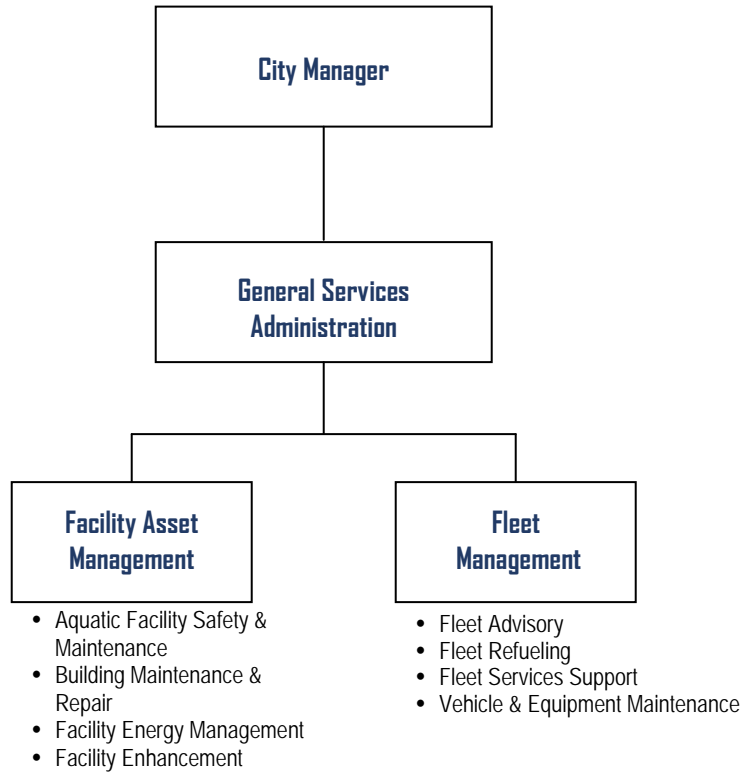 City Manager
General Services
Administration
Facility Asset
Management
• Aquatic Facility Safety &
Maintenance
• Building Maintenance &
Repair
• Facility Energy Management
• Facility Enhancement
Fleet
Management
• Fleet Advisory
• Fleet Refueling
• Fleet Services Support
• Vehicle & Equipment Maintenance